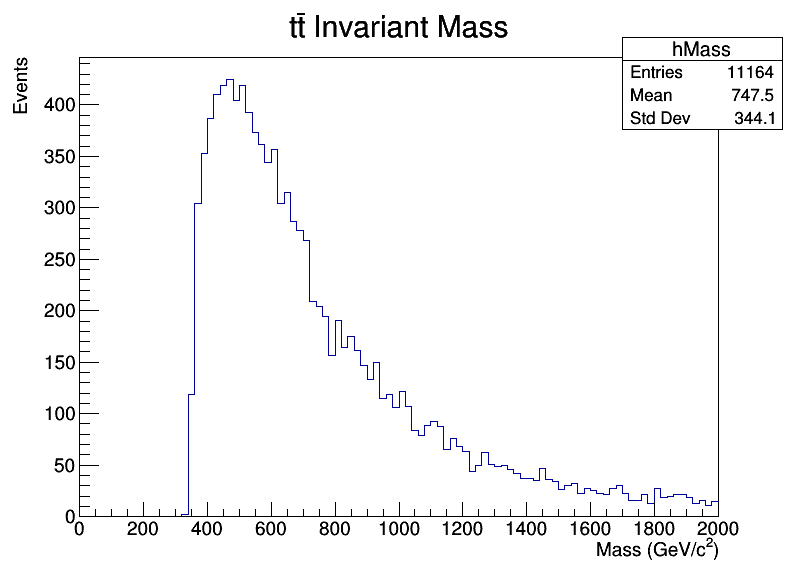 tt̄ Invariant Mass
hMass
Entries 11164
Mean 747.5
Std Dev 344.1
Events
400
350
300
250
200
150
100
50
0
0 200 400 600 800 1000 1200 1400 1600 1800 2000
Mass (GeV/c²)